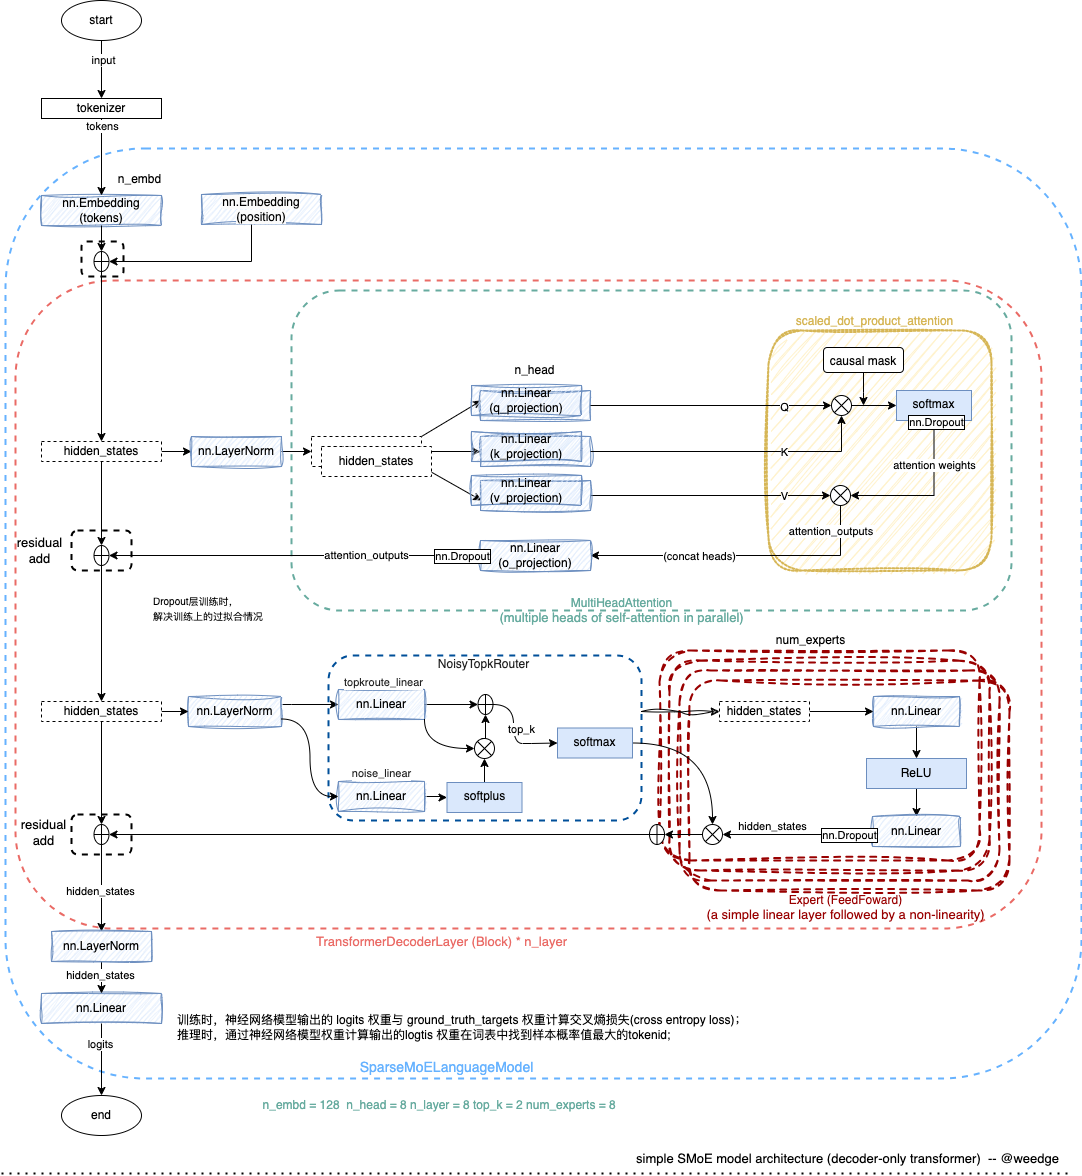 start
input
tokenizer
tokens
n_embd
nn.Embedding
(tokens)
nn.Embedding
(position)
scaled_dot_product_attention
causal mask
n_head
nn.Linear
(q_projection)
Q
softmax
nn.Dropout
hidden_states
nn.LayerNorm
hidden_states
nn.Linear
(k_projection)
K
attention weights
nn.Linear
(v_projection)
V
attention_outputs
residual
add
attention_outputs
nn.Dropout
nn.Linear
(o_projection)
(concat heads)
Dropout层训练时，
解决训练上的过拟合情况
MultiHeadAttention
(multiple heads of self-attention in parallel)
num_experts
NoisyTopkRouter
topkroute_linear
hidden_states
nn.LayerNorm
nn.Linear
top_k
softmax
hidden_states
nn.Linear
noise_linear
nn.Linear
softplus
ReLU
residual
add
hidden_states
nn.Dropout
nn.Linear
hidden_states
Expert (FeedFoward)
(a simple linear layer followed by a non-linearity)
nn.LayerNorm
TransformerDecoderLayer (Block) * n_layer
hidden_states
nn.Linear
训练时，神经网络模型输出的 logits 权重与 ground_truth_targets 权重计算交叉熵损失(cross entropy loss)；
推理时，通过神经网络模型权重计算输出的logtis 权重在词表中找到样本概率值最大的tokenid;
logits
SparseMoELanguageModel
end
n_embd = 128 n_head = 8 n_layer = 8 top_k = 2 num_experts = 8
simple SMoE model architecture (decoder-only transformer) -- @weedge